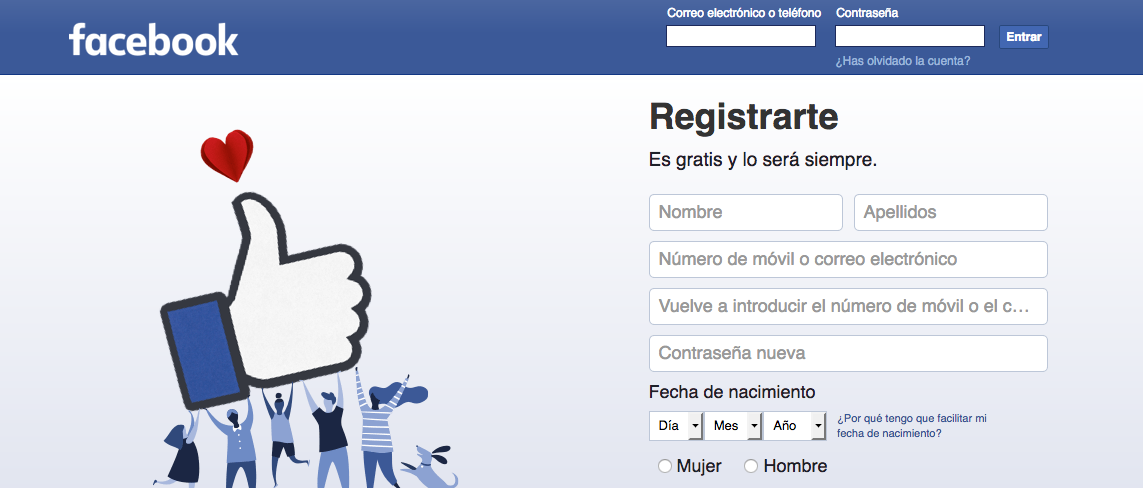 facebook
Correo electrónico o teléfono
Contraseña
Entrar
¿Has olvidado la cuenta?
Registrarte
Es gratis y lo será siempre.
Nombre
Apellidos
Número de móvil o correo electrónico
Vuelve a introducir el número de móvil o el c...
Contraseña nueva
Fecha de nacimiento
Día
Mes
Año
¿Por qué tengo que facilitar mi
fecha de nacimiento?
Mujer
Hombre